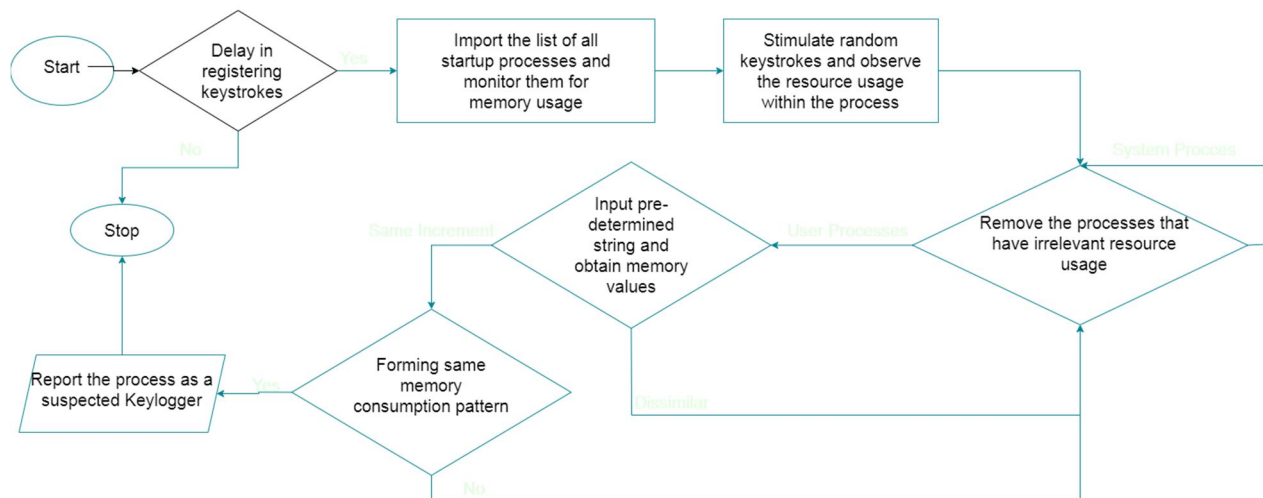 Start
Delay in
registering
keystrokes
Yes
Import the list of all
startup processes and
monitor them for
memory usage
Stimulate random
keystrokes and observe
the resource usage
within the process
No
System Procces
Stop
Same Increment
Input pre-
determined
string and
obtain memory
values
User Processes
Remove the processes that
have irrelevant resource
usage
Report the process as a
suspected Keylogger
Yes
Forming same
memory
consumption pattern
Dissimilar
No